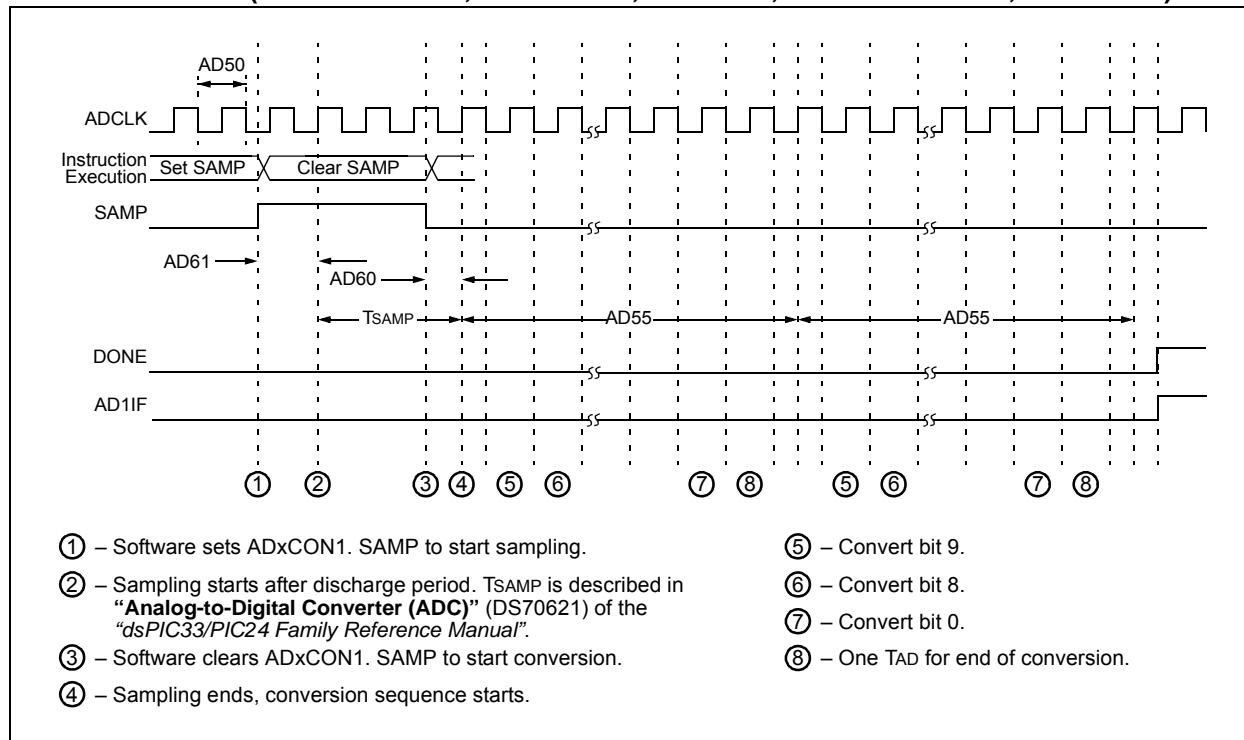 AD50
ADCLK
Instruction
Execution
Set SAMP
Clear SAMP
SAMP
AD61
AD60
TSAMP
AD55
AD55
DONE
AD1IF
1 2 3 4 5 6 7 8 5 6 7 8
1 – Software sets ADxCON1. SAMP to start sampling.
2 – Sampling starts after discharge period. TSAMP is described in
“Analog-to-Digital Converter (ADC)” (DS70621) of the
“dsPIC33/PIC24 Family Reference Manual”.
3 – Software clears ADxCON1. SAMP to start conversion.
4 – Sampling ends, conversion sequence starts.
5 – Convert bit 9.
6 – Convert bit 8.
7 – Convert bit 0.
8 – One TAD for end of conversion.